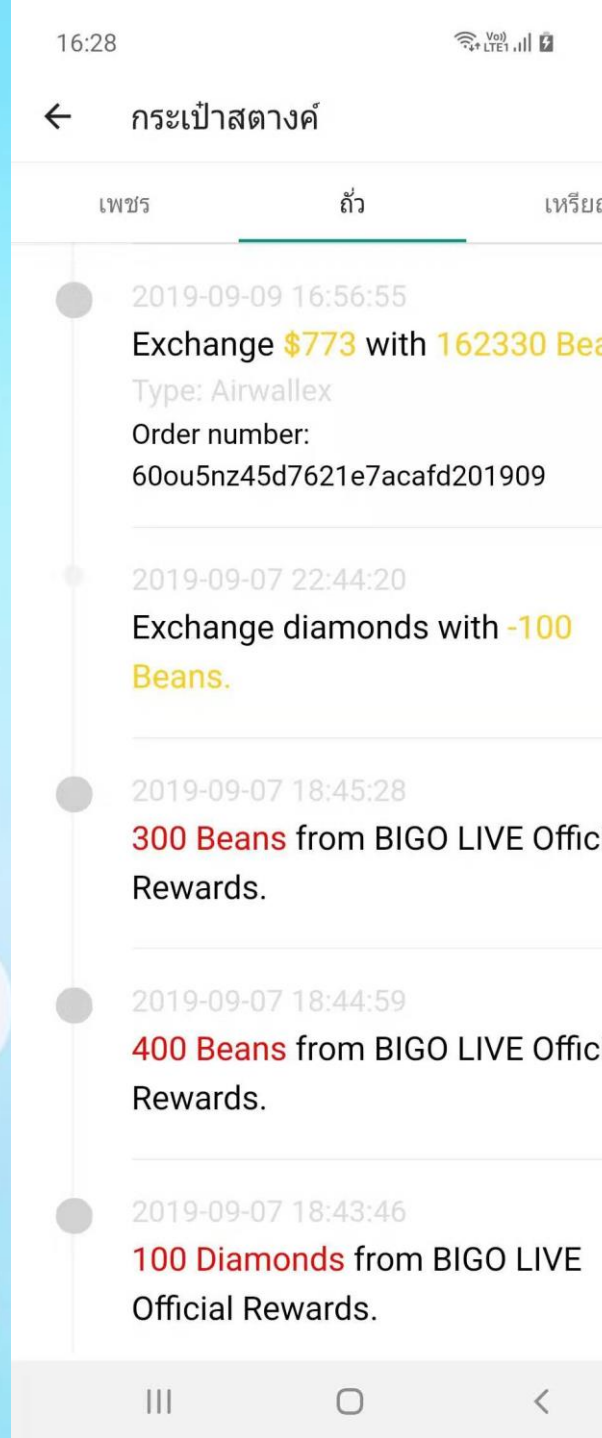 16:28
Vo))
LTE1
กระเป๋าสตางค์
เพชร ถั่ว
2019-09-09 16:56:55
Exchange $773 with 162330
Type: Airwallex
Order number:
60ou5nz45d7621e7acafd201909
2019-09-07 22:44:20
Exchange diamonds with -100
Beans.
2019-09-07 18:45:28
300 Beans from BIGO LIVE Offic
Rewards.
2019-09-07 18:44:59
400 Beans from BIGO LIVE Offic
Rewards.
2019-09-07 18:43:46
100 Diamonds from BIGO LIVE
Official Rewards.